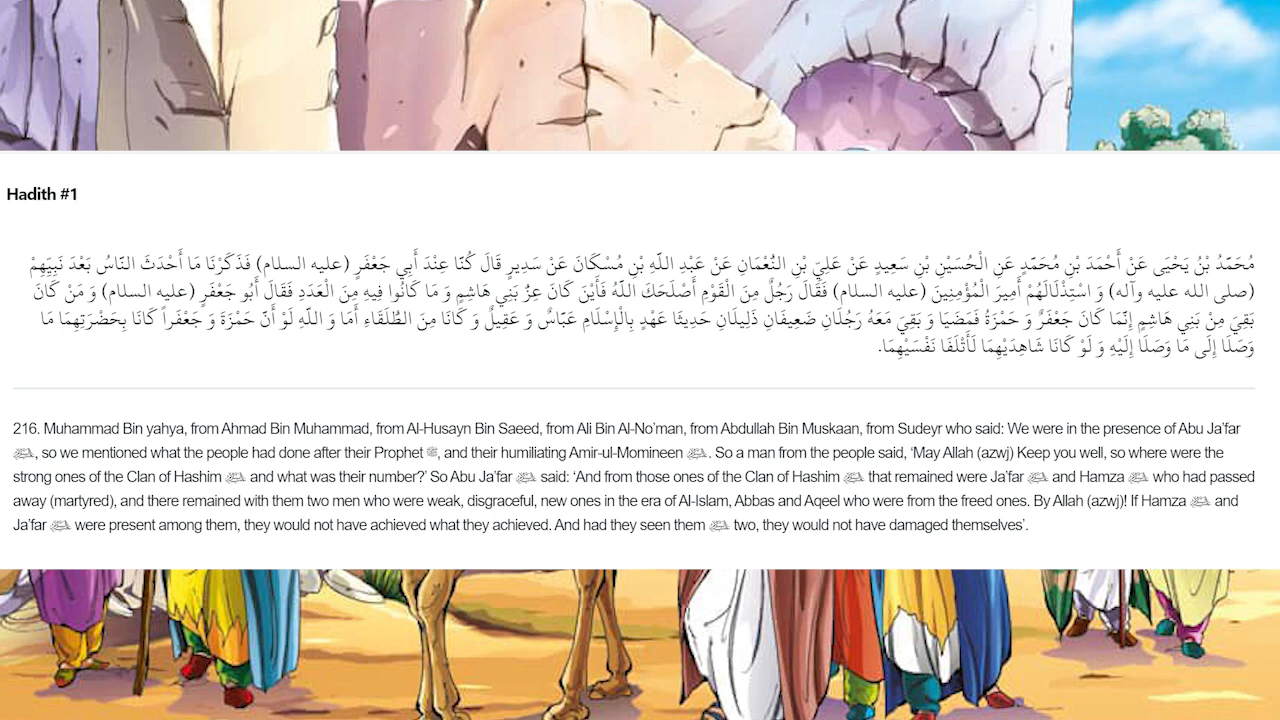 Hadith #1
مُحَمَّدُ بْنُ يَحْيَى عَنْ أَحْمَدَ بْنِ مُحَمَّدٍ عَنِ الْحُسَيْنِ بْنِ سَعِيدٍ عَنْ عَلِيِّ بْنِ النُّعْمَانِ عَنْ عَبْدِ اللَّهِ بْنِ مُسْكَانَ عَنْ سَدِيرٍ قَالَ كُنَّا عِنْدَ أَبِي جَعْفَرٍ (عليه السلام) فَذَكَرْنَا مَا أَحْدَثَ النَّاسُ بَعْدَ نَبِيِّهِمْ
(صلى الله عليه وآله) وَ اسْتِذْلَالَهُمْ أَمِيرَ الْمُؤْمِنِينَ (عليه السلام) فَقَالَ رَجُلٌ مِنَ الْقَوْمِ أَصْلَحَكَ اللَّهُ فَأَيْنَ كَانَ عِزُّ بَنِي هَاشِمٍ وَ مَا كَانُوا فِيهِ مِنَ الْعَدَدِ فَقَالَ أَبُو جَعْفَرٍ (عليه السلام) وَ مَنْ كَانَ
بَقِيَ مِنْ بَنِي هَاشِمٍ إِنَّمَا كَانَ جَعْفَرٌ وَ حَمْزَةُ فَمَضَيَا وَ بَقِيَ مَعَهُ رَجُلَانِ ضَعِيفَانِ ذَلِيلَانِ حَدِيثَا عَهْدٍ بِالْإِسْلَامِ عَبَّاسٌ وَ عَقِيلٌ وَ كَانَا مِنَ الطُّلَقَاءِ أَمَا وَ اللَّهِ لَوْ أَنَّ حَمْزَةَ وَ جَعْفَراً كَانَا بِحَضْرَتِهِمَا مَا
وَصَلَا إِلَى مَا وَصَلَا إِلَيْهِ وَ لَوْ كَانَا شَاهِدَيْهِمَا لَأَتْلَفَا نَفْسَيْهِمَا.
216. Muhammad Bin yahya, from Ahmad Bin Muhammad, from Al-Husayn Bin Saeed, from Ali Bin Al-No'man, from Abdullah Bin Muskaan, from Sudeyr who said: We were in the presence of Abu Ja'far
, so we mentioned what the people had done after their Prophet ﷺ, and their humiliating Amir-ul-Momineen . So a man from the people said, 'May Allah (azwj) Keep you well, so where were the
strong ones of the Clan of Hashim and what was their number?' So Abu Ja'far said: 'And from those ones of the Clan of Hashim that remained were Ja'far and Hamza who had passed
away (martyred), and there remained with them two men who were weak, disgraceful, new ones in the era of Al-Islam, Abbas and Aqeel who were from the freed ones. By Allah (azwj)! If Hamza and
Ja'far were present among them, they would not have achieved what they achieved. And had they seen them two, they would not have damaged themselves'.